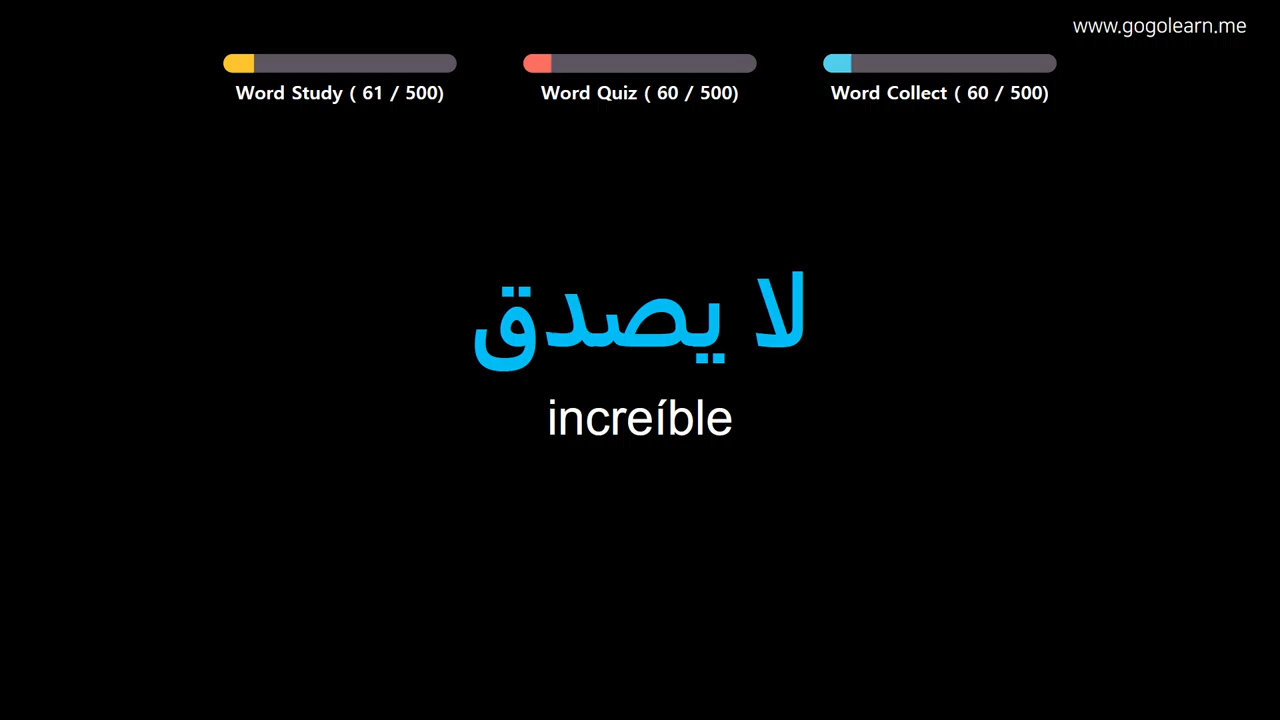 www.gogolearn.me
Word Study ( 61 / 500)
Word Quiz ( 60 / 500)
Word Collect ( 60 / 500)
لا يصدق
increíble